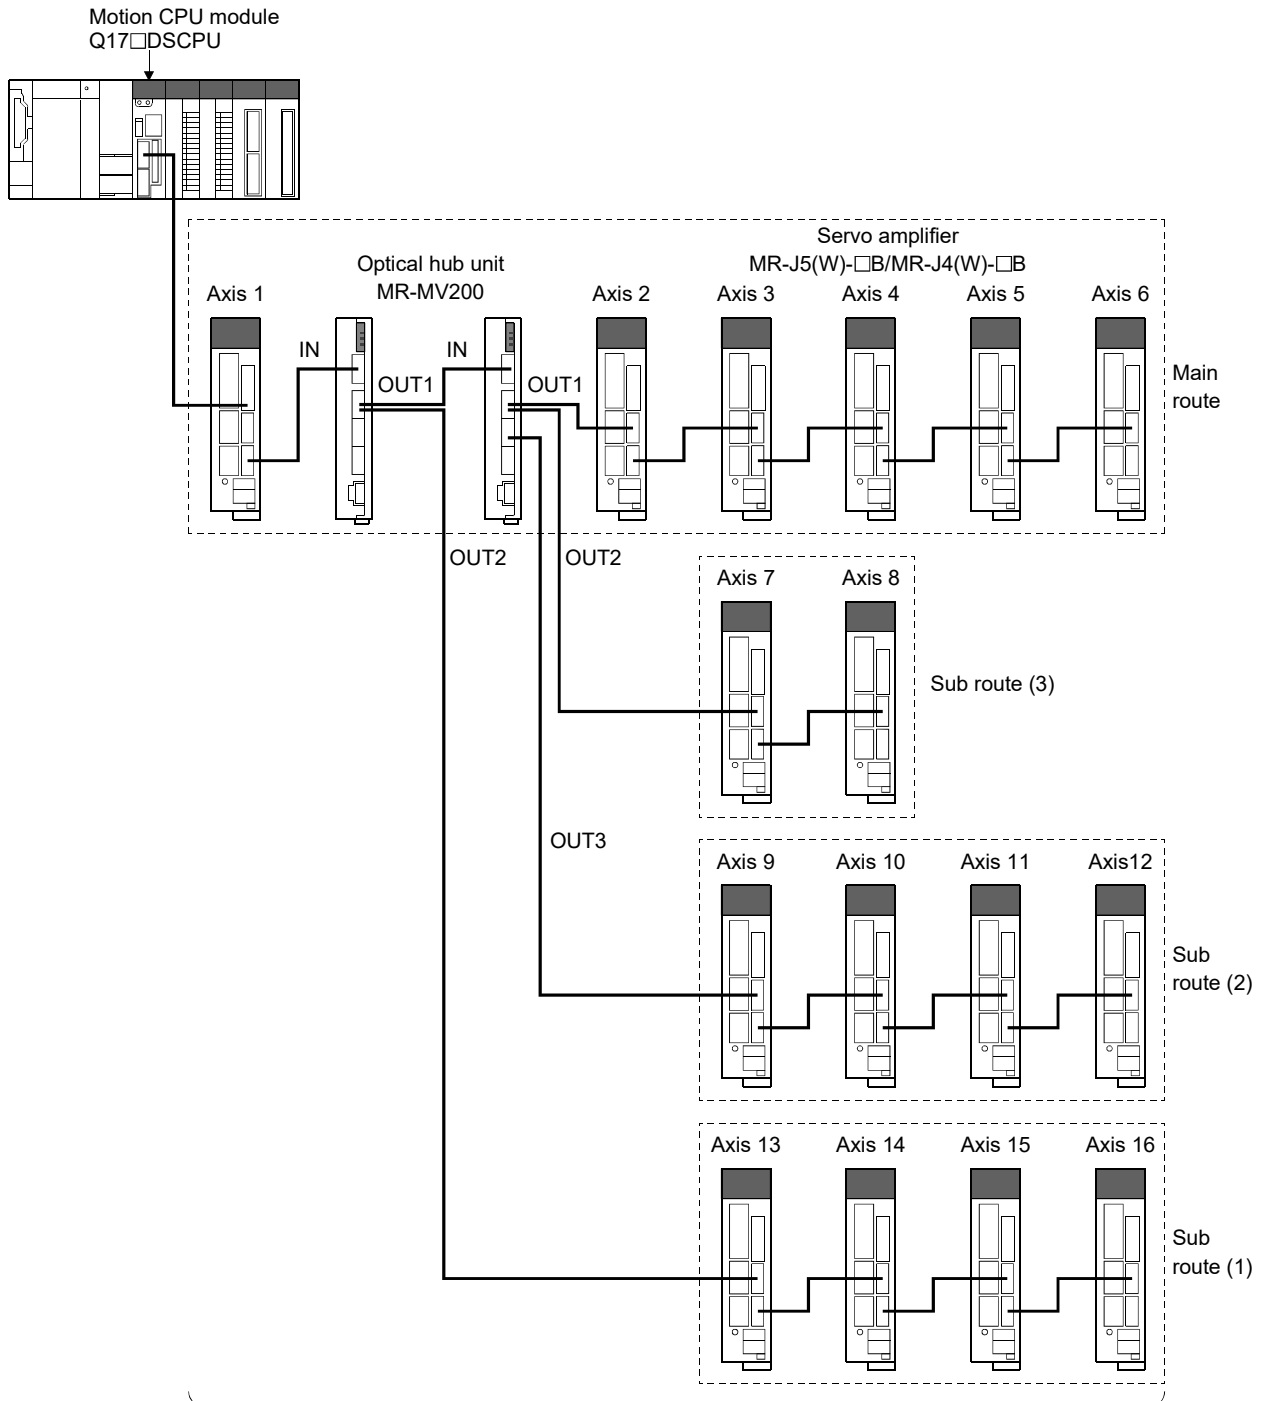 Motion CPU module
Q17□DSCPU
Servo amplifier
Optical hub unit
MR-J5(W)-□B/MR-J4(W)-□B
MR-MV200
Axis 1
Axis 2
Axis 3
Axis 4
Axis 5
Axis 6
IN
IN
OUT1
OUT1
Main
route
OUT2
OUT2
Axis 7
Axis 8
Sub route (3)
OUT3
Axis 9
Axis 10
Axis 11
Axis12
Sub
route (2)
Axis 13
Axis 14
Axis 15
Axis 16
Sub
route (1)